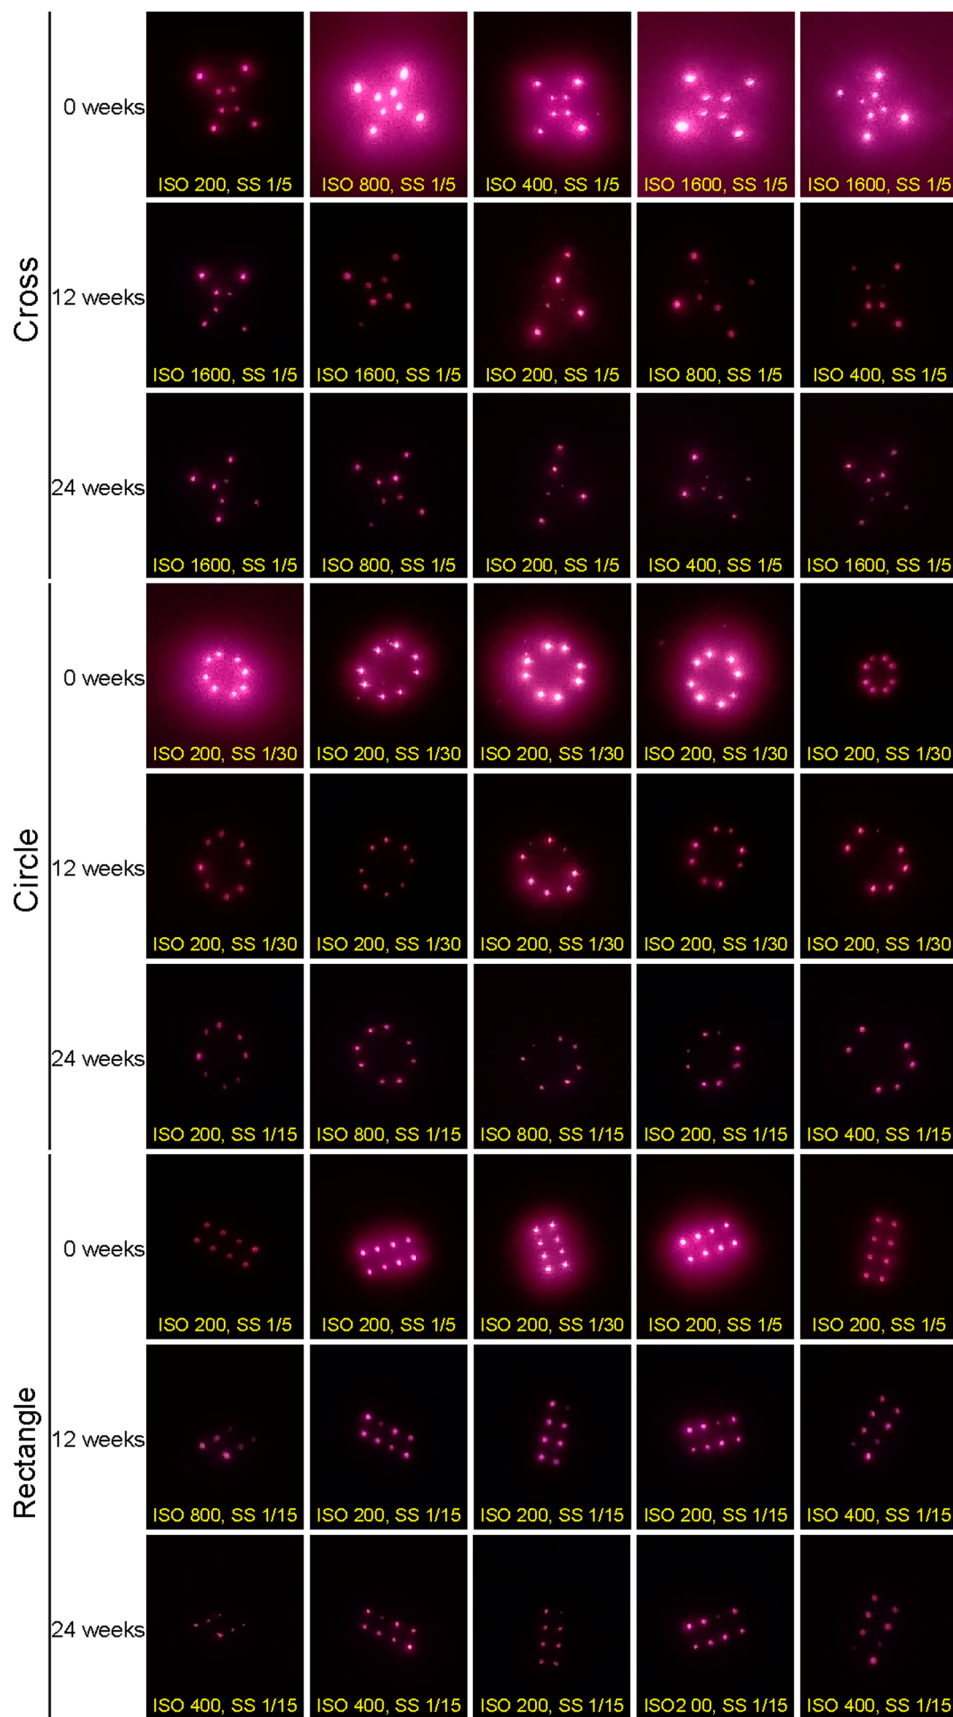 Cross
0 weeks
ISO 200, SS 1/5
ISO 800, SS 1/5
ISO 400, SS 1/5
ISO 1600, SS 1/5
ISO 1600, SS 1/5
12 weeks
ISO 1600, SS 1/5
ISO 1600, SS 1/5
ISO 200, SS 1/5
ISO 800, SS 1/5
ISO 400, SS 1/5
24 weeks
ISO 1600, SS 1/5
ISO 800, SS 1/5
ISO 200, SS 1/5
ISO 400, SS 1/5
ISO 1600, SS 1/5
Circle
0 weeks
ISO 200, SS 1/30
ISO 200, SS 1/30
ISO 200, SS 1/30
ISO 200, SS 1/30
ISO 200, SS 1/30
12 weeks
ISO 200, SS 1/30
ISO 200, SS 1/30
ISO 200, SS 1/30
ISO 200, SS 1/30
ISO 200, SS 1/30
24 weeks
ISO 200, SS 1/15
ISO 800, SS 1/15
ISO 800, SS 1/15
ISO 200, SS 1/15
ISO 400, SS 1/15
Rectangle
0 weeks
ISO 200, SS 1/5
ISO 200, SS 1/5
ISO 200, SS 1/30
ISO 200, SS 1/5
ISO 200, SS 1/5
12 weeks
ISO 800, SS 1/15
ISO 200, SS 1/15
ISO 200, SS 1/15
ISO 200, SS 1/15
ISO 400, SS 1/15
24 weeks
ISO 400, SS 1/15
ISO 400, SS 1/15
ISO 200, SS 1/15
ISO2 00, SS 1/15
ISO 400, SS 1/15